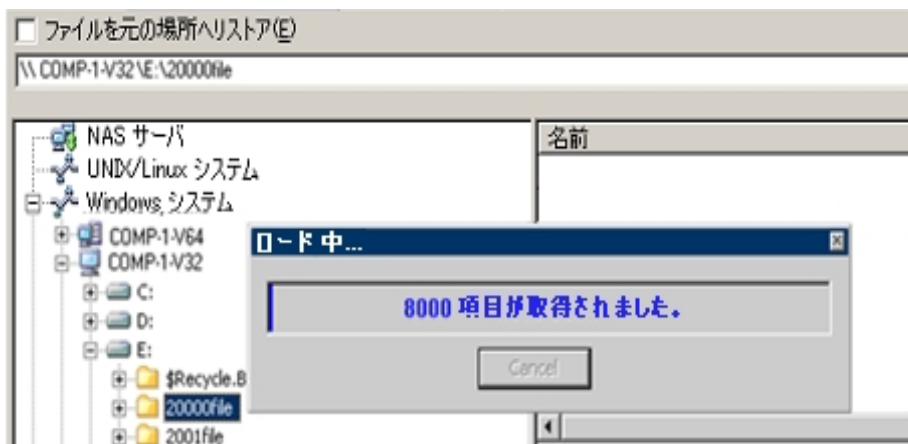 ファイルを元の場所へリストア(E)
\\ COMP-1-V32\E:\20000file
NAS サーバ
UNIX/Linux システム
Windows システム
COMP-1-V64
COMP-1-V32
C:
D:
E:
$Recycle.B
20000file
2001file
名前
ロード 中...
8000 項目が取得されました。
Cancel